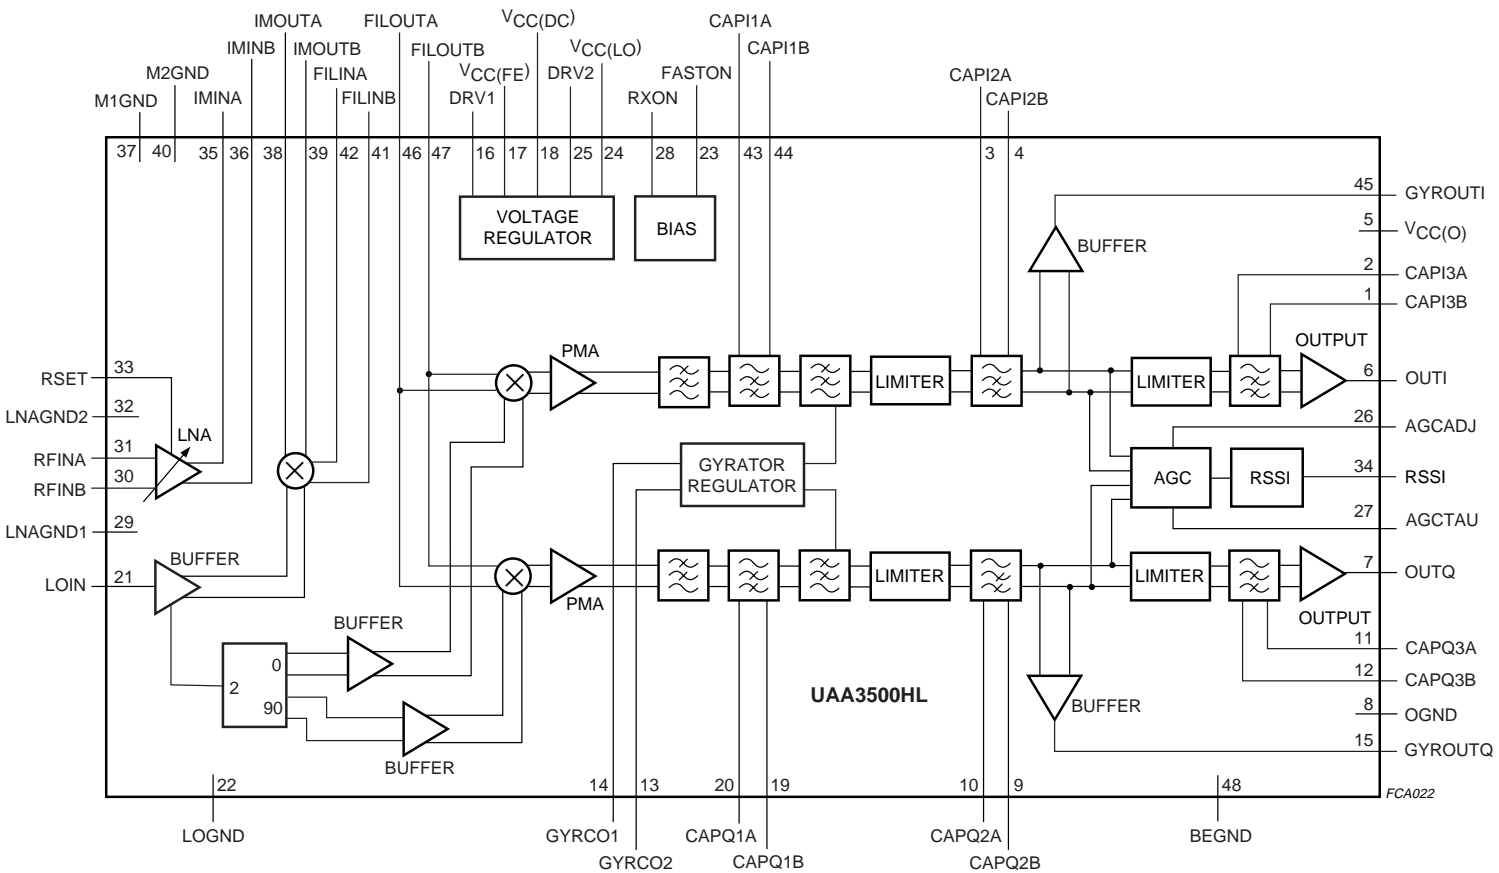 IMOUTA
FILOUTA
VCC(DC)
CAPI1A
IMINB
IMOUTB
FILOUTB
VCC(LO)
CAPI1B
M2GND
FILINA
VCC(FE)
DRV2
FASTON
CAPI2A
M1GND
IMINA
FILINB
DRV1
RXON
CAPI2B
37 40 35 36 38 39 42 41 46 47 16 17 18 25 24 28 23 43 44 3 4
45 GYROUTI
VOLTAGE
REGULATOR
BIAS
5 VCC(O)
BUFFER
2 CAPI3A
1 CAPI3B
OUTPUT
PMA
33
RSET
LIMITER
LIMITER
6 OUTI
32
LNAGND2
26 AGCADJ
LNA
31
RFINA
30
RFINB
GYRATOR
REGULATOR
AGC
RSSI
34 RSSI
29
LNAGND1
27 AGCTAU
BUFFER
21
LOIN
LIMITER
LIMITER
7 OUTQ
PMA
OUTPUT
BUFFER
11 CAPQ3A
0
2
90
12 CAPQ3B
UAA3500HL
BUFFER
8 OGND
15 GYROUTQ
BUFFER
22 14 13 20 19 10 9 48
FCA022
LOGND
GYRCO1
CAPQ1A
CAPQ2A
BEGND
GYRCO2
CAPQ1B
CAPQ2B